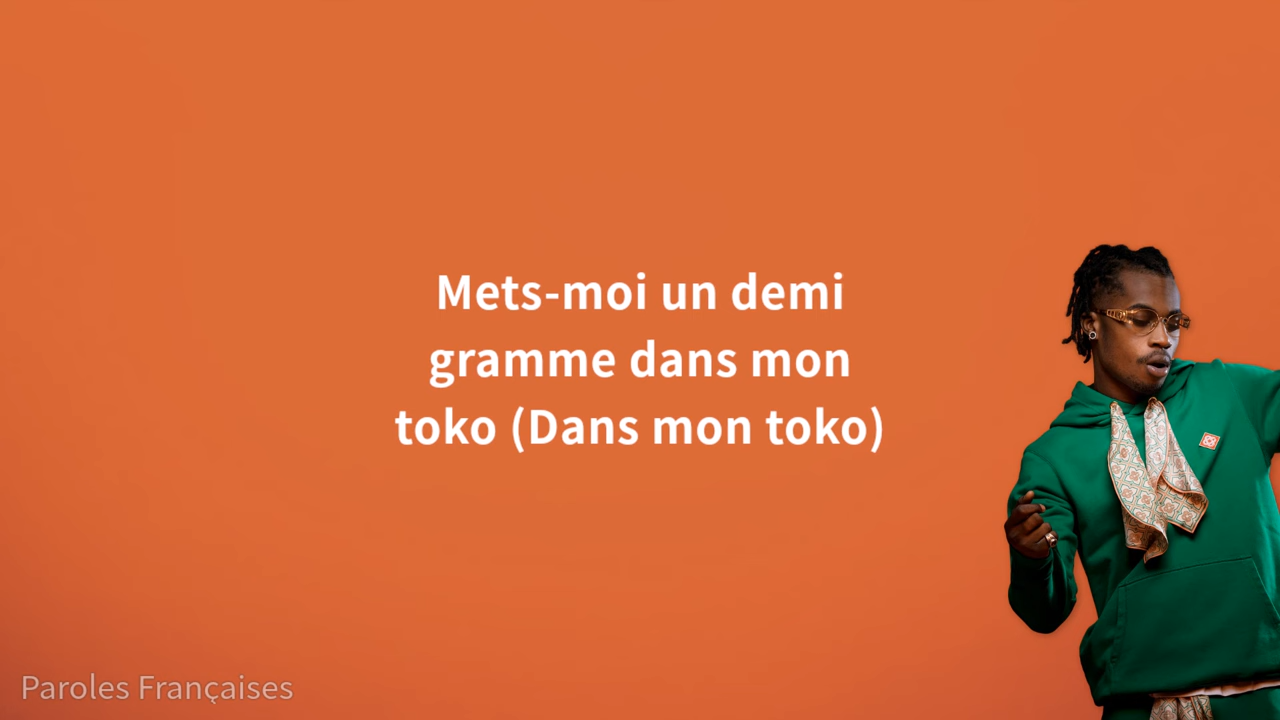 Mets-moi un demi
gramme dans mon
toko (Dans mon toko)
Paroles Françaises